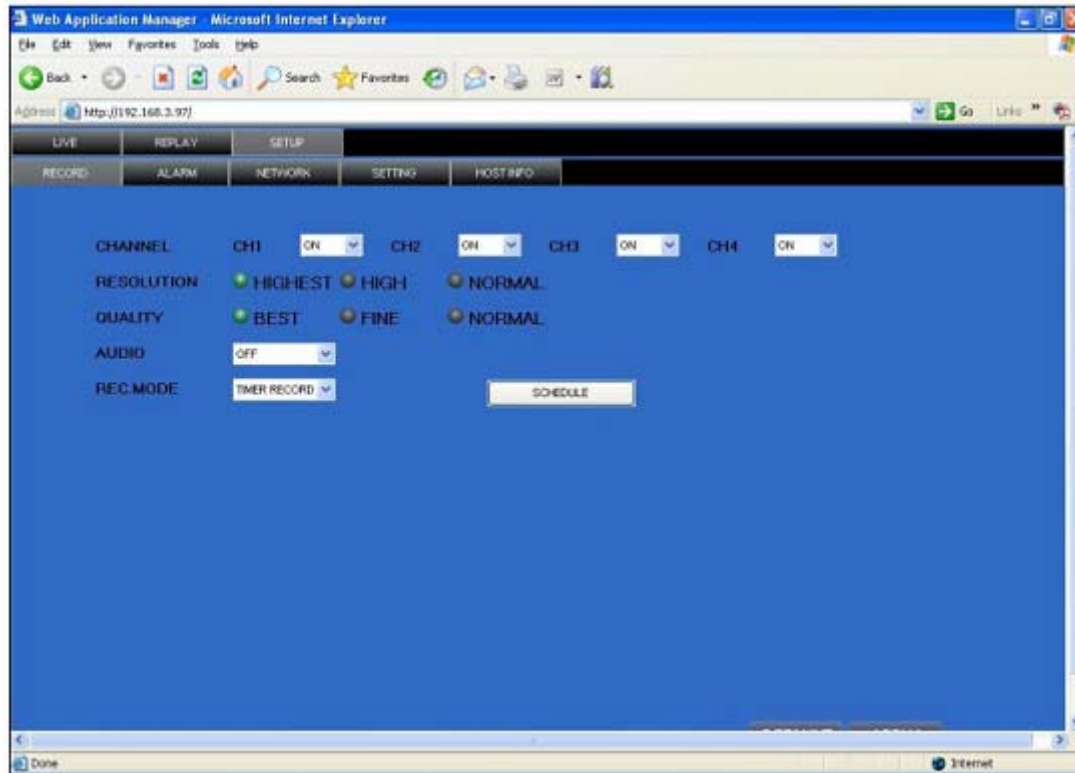 Web Application Manager - Microsoft Internet Explorer
File Edit View Favorites Tools Help
Back Search Favorites
Address http://192.168.3.97/ Go Links »
LIVE REPLAY SETUP
RECORD ALARM NETWORK SETTING HOST INFO
CHANNEL CH1 ON CH2 ON CH3 ON CH4 ON
RESOLUTION HIGHEST HIGH NORMAL
QUALITY BEST FINE NORMAL
AUDIO OFF
REC.MODE TIMER RECORD SCHEDULE
Done Internet